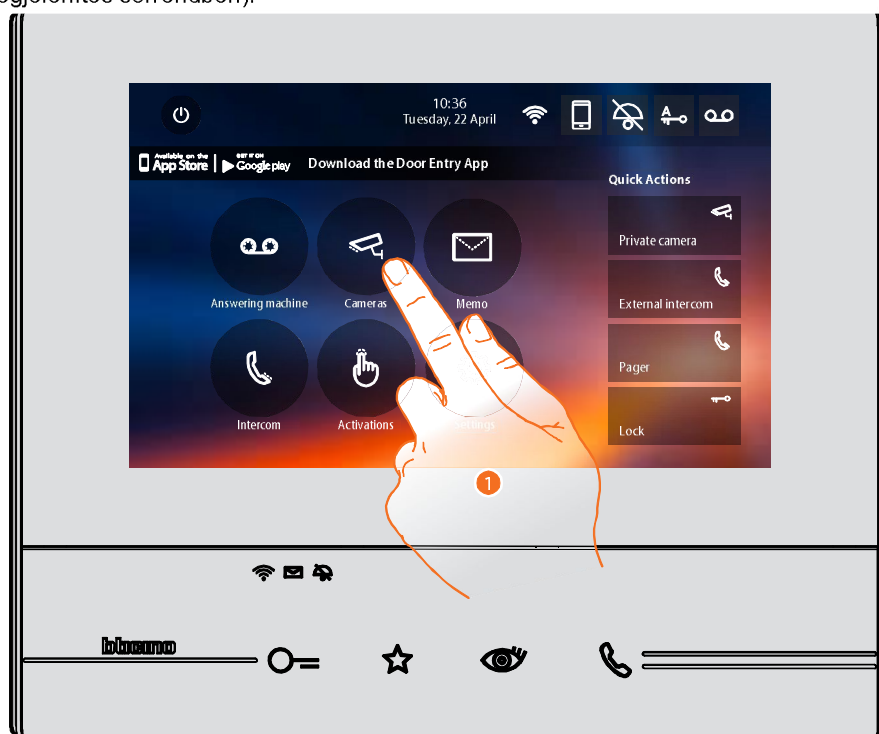 sorrendben).
10:36
Tuesday, 22 April
A
Available on the
App Store
GET IT ON
Google play
Download the Door Entry App
Quick Actions
Private camera
External intercom
Pager
Lock
Answering machine
Cameras
Memo
Intercom
Activations
Settings
1
bticino